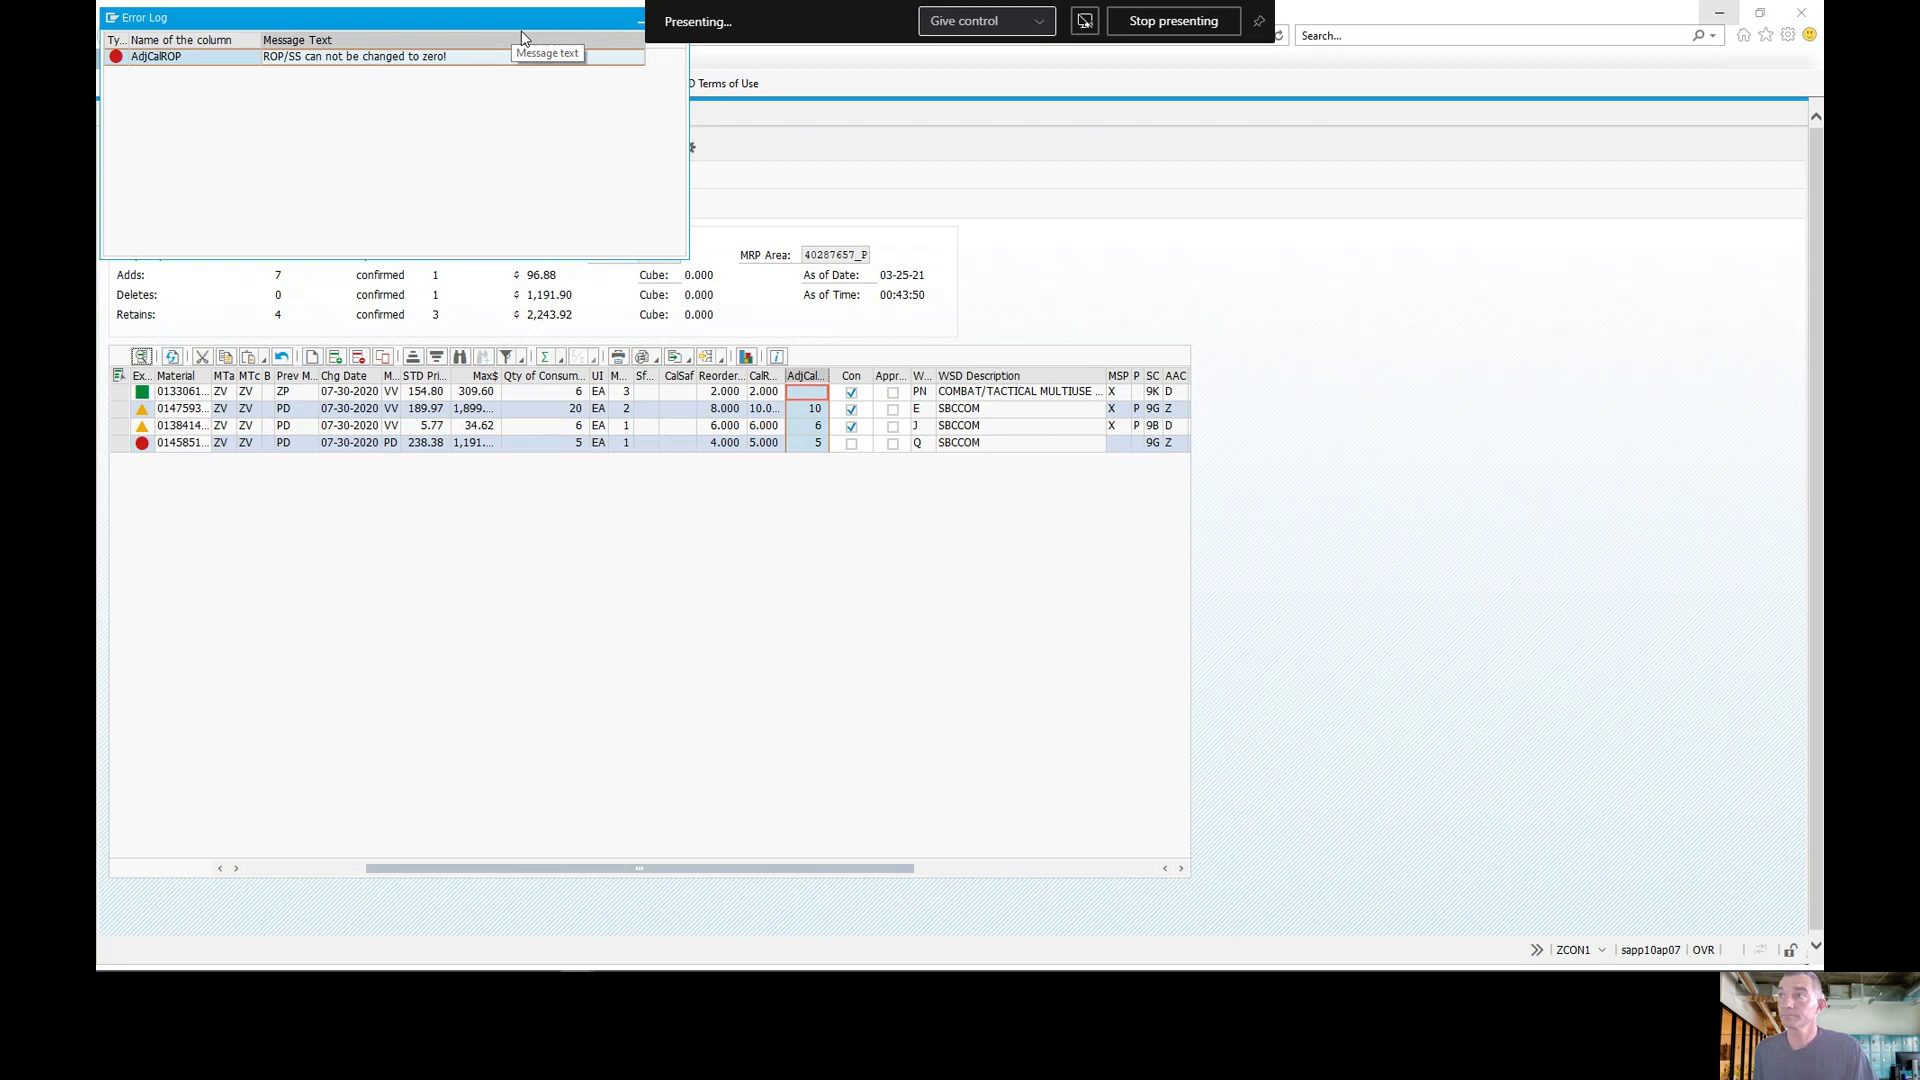 Error Log
Presenting...
Give control
Stop presenting
Search...
Ty... Name of the column Message Text
Message text
AdjCalROP ROP/SS can not be changed to zero!
Terms of Use
MRP Area: 40287657_P
Adds: 7 confirmed 1 $ 96.88 Cube: 0.000 As of Date: 03-25-21
Deletes: 0 confirmed 1 $ 1,191.90 Cube: 0.000 As of Time: 00:43:50
Retains: 4 confirmed 3 $ 2,243.92 Cube: 0.000
Ex... Material MTa MTc B Prev M... Chg Date M... STD Pri... Max$ Qty of Consum... UI M... Sf... CalSaf Reorder... CalR... AdjCal... Con Appr... W... WSD Description MSP P SC AAC
0133061... ZV ZV ZP 07-30-2020 VV 154.80 309.60 6 EA 3 2.000 2.000 PN COMBAT/TACTICAL MULTIUSE ... X 9K D
0147593... ZV ZV PD 07-30-2020 VV 189.97 1,899.... 20 EA 2 8.000 10.0... 10 E SBCCOM X P 9G Z
0138414... ZV ZV PD 07-30-2020 VV 5.77 34.62 6 EA 1 6.000 6.000 6 J SBCCOM X P 9B D
0145851... ZV ZV PD 07-30-2020 PD 238.38 1,191.... 5 EA 1 4.000 5.000 5 Q SBCCOM 9G Z
ZCON1 sapp10ap07 OVR